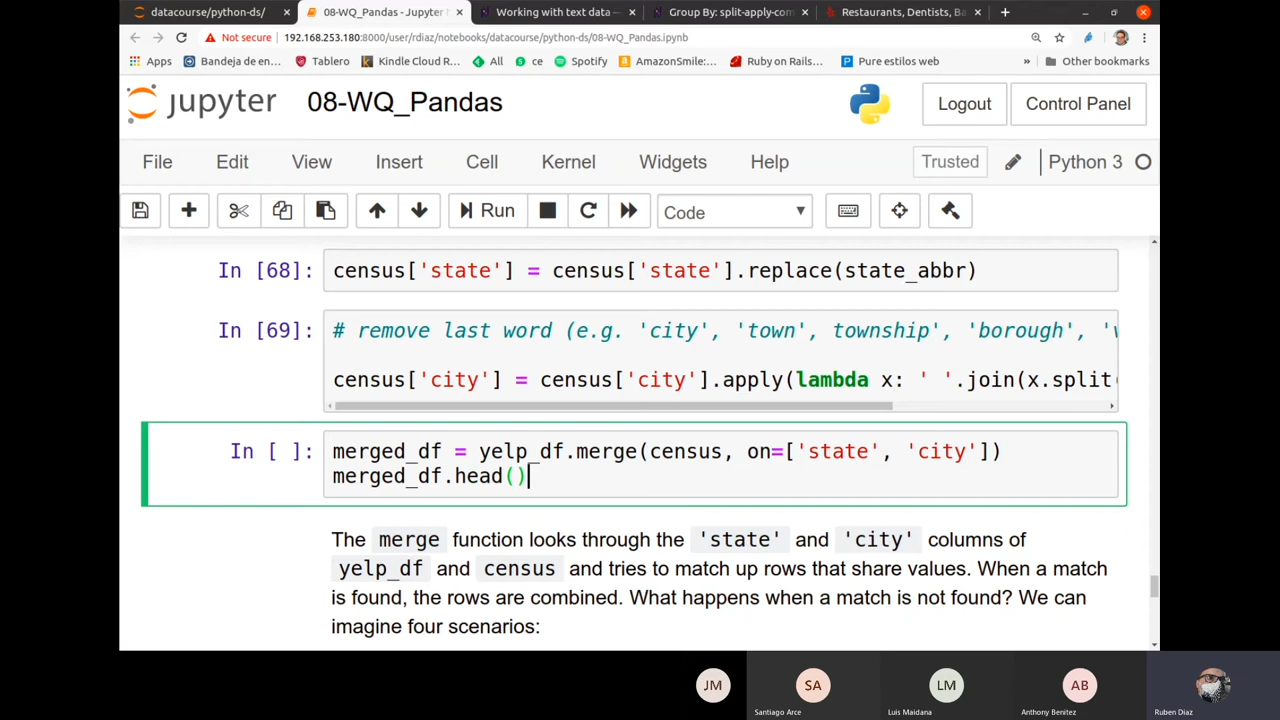 datacourse/python-ds/
08-WQ_Pandas - Jupyter
Working with text data —
Group By: split-apply-com
Restaurants, Dentists, Ba
Not secure
192.168.253.180:8000/user/rdiaz/notebooks/datacourse/python-ds/08-WQ_Pandas.ipynb
Apps
Bandeja de en...
Tablero
Kindle Cloud R...
All
ce
Spotify
AmazonSmile:...
Ruby on Rails...
Pure estilos web
»
Other bookmarks
jupyter
08-WQ_Pandas
Logout
Control Panel
File
Edit
View
Insert
Cell
Kernel
Widgets
Help
Trusted
Python 3
Run
Code
In [68]:
census['state'] = census['state'].replace(state_abbr)
In [69]:
# remove last word (e.g. 'city', 'town', township', 'borough', 'v
census['city'] = census['city'].apply(lambda x: ' '.join(x.split(
In [ ]:
merged_df = yelp_df.merge(census, on=['state', 'city'])
merged_df.head()
The merge function looks through the 'state' and 'city' columns of
yelp_df and census and tries to match up rows that share values. When a match
is found, the rows are combined. What happens when a match is not found? We can
imagine four scenarios:
JM
SA
Santiago Arce
LM
Luis Maidana
AB
Anthony Benitez
Ruben Diaz